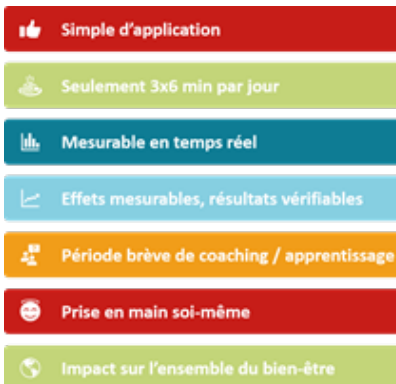 Simple d'application
Seulement 3x6 min par jour
Mesurable en temps réel
Effets mesurables, résultats vérifiables
Période brève de coaching / apprentissage
Prise en main soi-même
Impact sur l'ensemble du bien-être